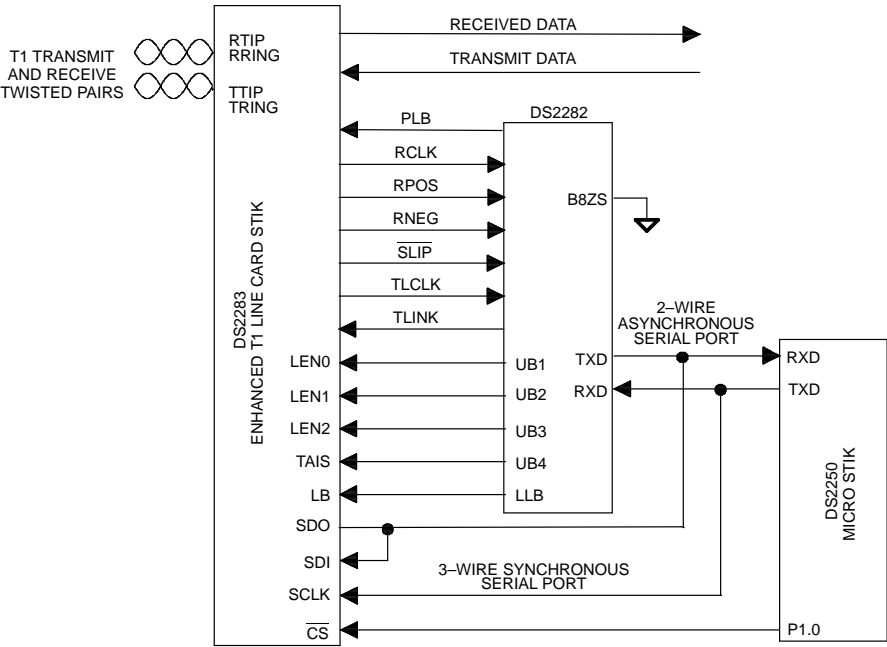 RECEIVED DATA
TRANSMIT DATA
T1 TRANSMIT
AND RECEIVE
TWISTED PAIRS
RTIP
RRING
TTIP
TRING
DS2283
ENHANCED T1 LINE CARD STIK
PLB
RCLK
RPOS
RNEG
SLIP
TLCLK
TLINK
LEN0
LEN1
LEN2
TAIS
LB
SDO
SDI
SCLK
CS
DS2282
B8ZS
UB1
UB2
UB3
UB4
LLB
TXD
RXD
2–WIRE
ASYNCHRONOUS
SERIAL PORT
3–WIRE SYNCHRONOUS
SERIAL PORT
RXD
TXD
DS2250
MICRO STIK
P1.0